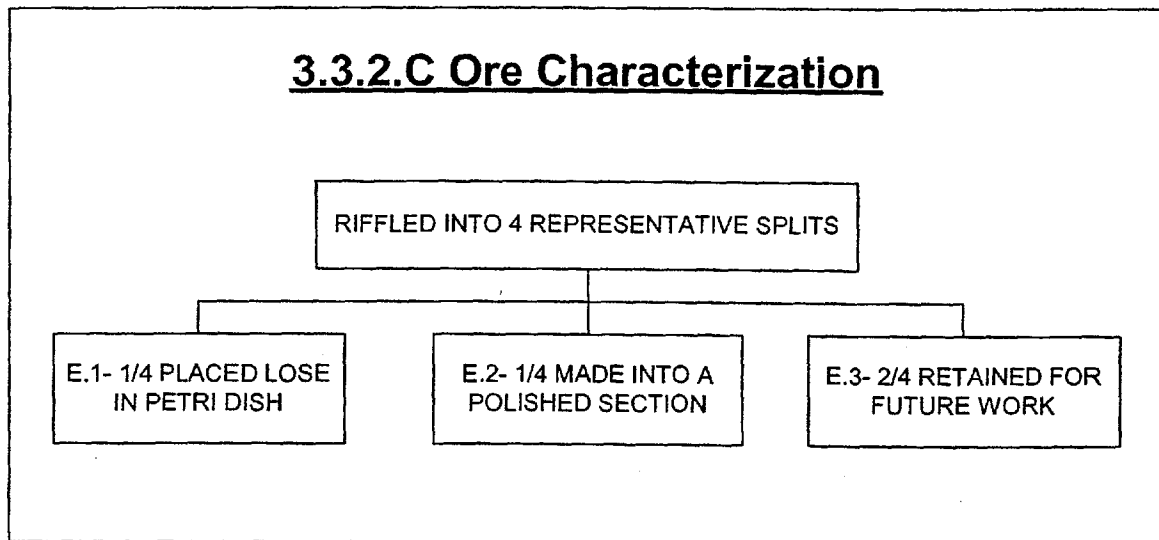 3.3.2.C Ore Characterization
RIFFLED INTO 4 REPRESENTATIVE SPLITS
E.1- 1/4 PLACED LOSE
IN PETRI DISH
E.2- 1/4 MADE INTO A
POLISHED SECTION
E.3- 2/4 RETAINED FOR
FUTURE WORK